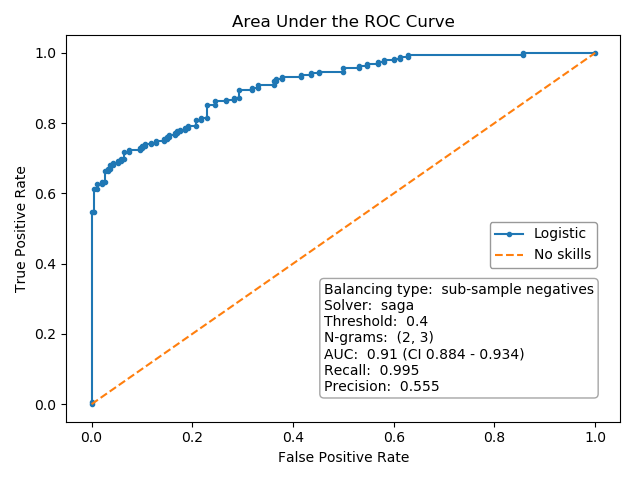 Area Under the ROC Curve
True Positive Rate
1.0
0.8
0.6
0.4
0.2
0.0
Logistic
No skills
Balancing type:  sub-sample negatives
Solver:  saga
Threshold:  0.4
N-grams:  (2, 3)
AUC:  0.91 (CI 0.884 - 0.934)
Recall:  0.995
Precision:  0.555
0.0 0.2 0.4 0.6 0.8 1.0
False Positive Rate